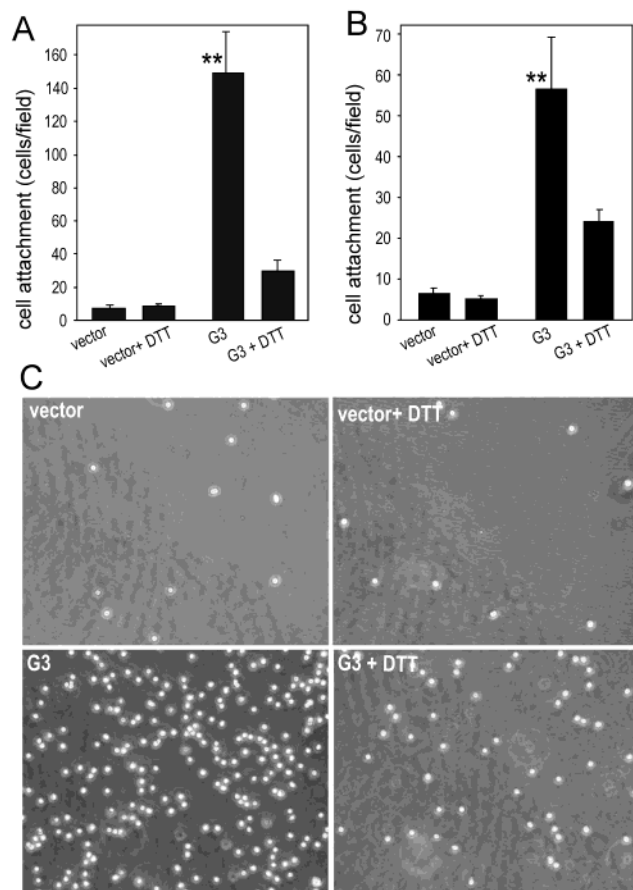 A
cell attachment (cells/field)
160
140
120
100
80
60
40
20
0
**
vector
vector+ DTT
G3
G3 + DTT
B
cell attachment (cells/field)
70
60
50
40
30
20
10
0
**
vector
vector+ DTT
G3
G3 + DTT
C
vector
vector+ DTT
G3
G3 + DTT